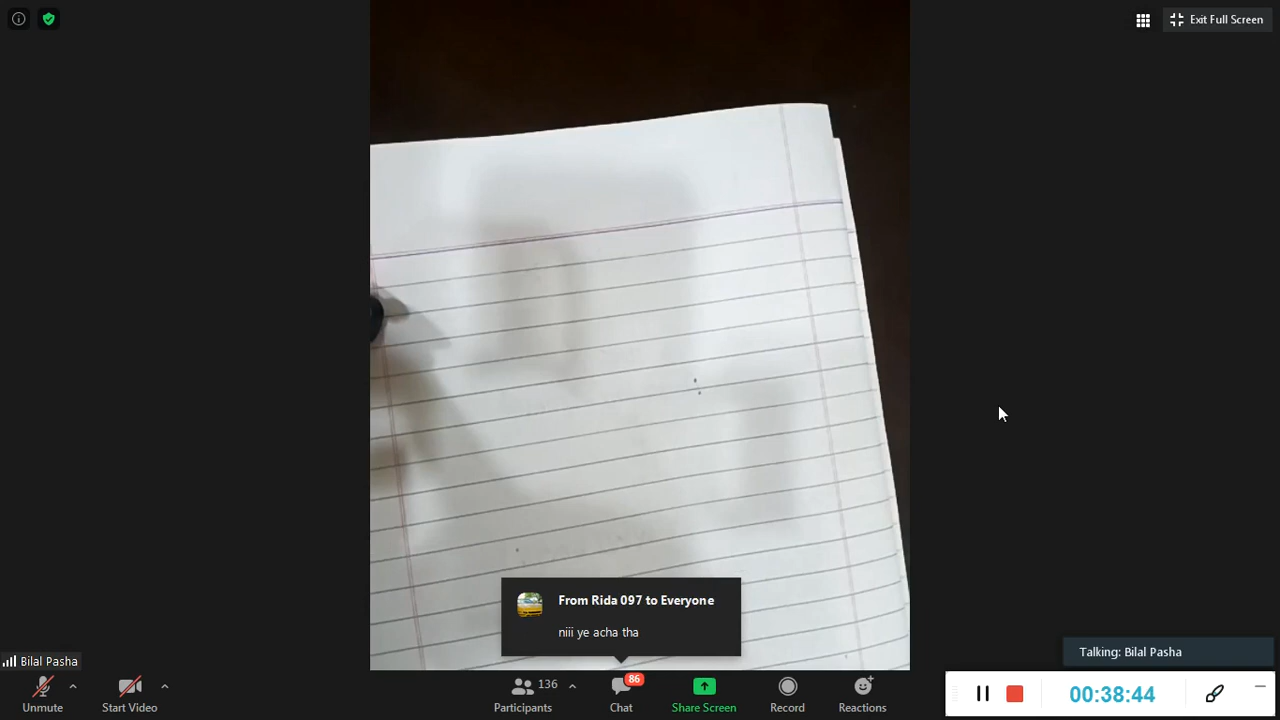 Exit Full Screen
From Rida 097 to Everyone
niii ye acha tha
Bilal Pasha
Talking: Bilal Pasha
Unmute
Start Video
136
Participants
86
Chat
Share Screen
Record
Reactions
00:38:44